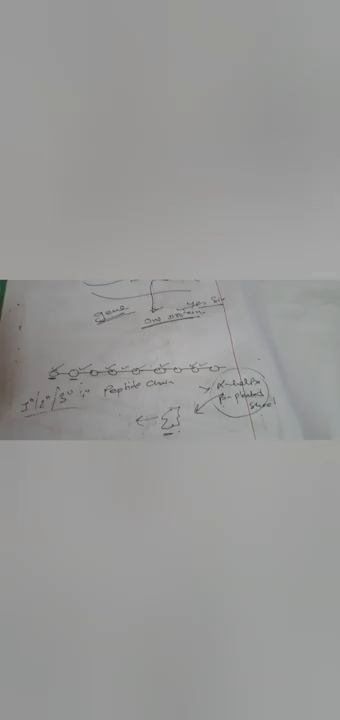 gene
one protein
Peptide chain
1°/2°/3°
α-helix
β-pleated
sheet